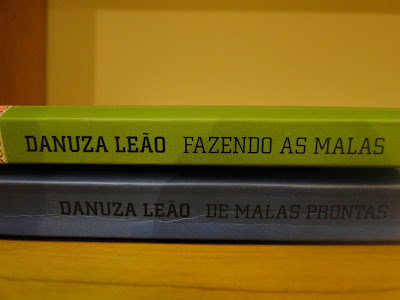 DANUZA LEÃO FAZENDO AS MALAS
DANUZA LEÃO DE MALAS PRONTAS